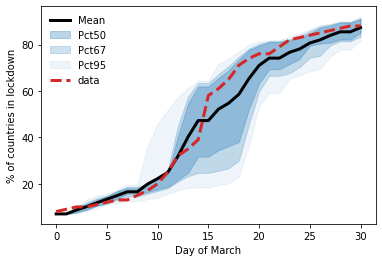 Mean
Pct50
Pct67
Pct95
data
% of countries in lockdown
80
60
40
20
0 5 10 15 20 25 30
Day of March